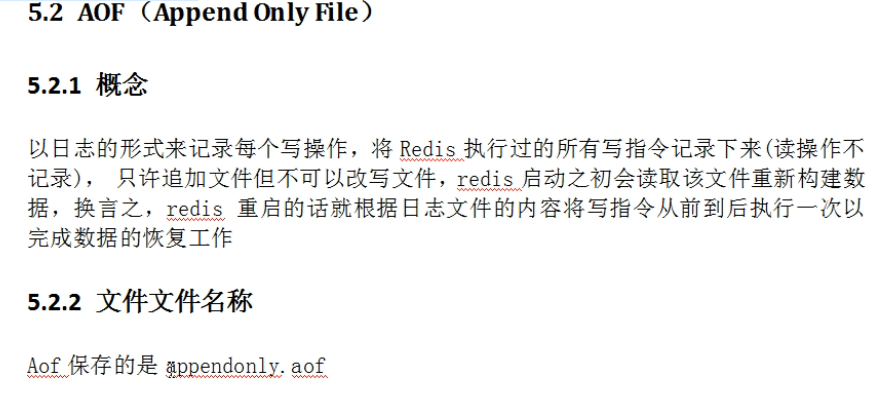 5.2 AOF（Append Only File）
5.2.1 概念
以日志的形式来记录每个写操作，将 Redis 执行过的所有写指令记录下来(读操作不
记录)， 只许追加文件但不可以改写文件，redis 启动之初会读取该文件重新构建数
据，换言之，redis 重启的话就根据日志文件的内容将写指令从前到后执行一次以
完成数据的恢复工作
5.2.2 文件文件名称
Aof 保存的是 appendonly.aof